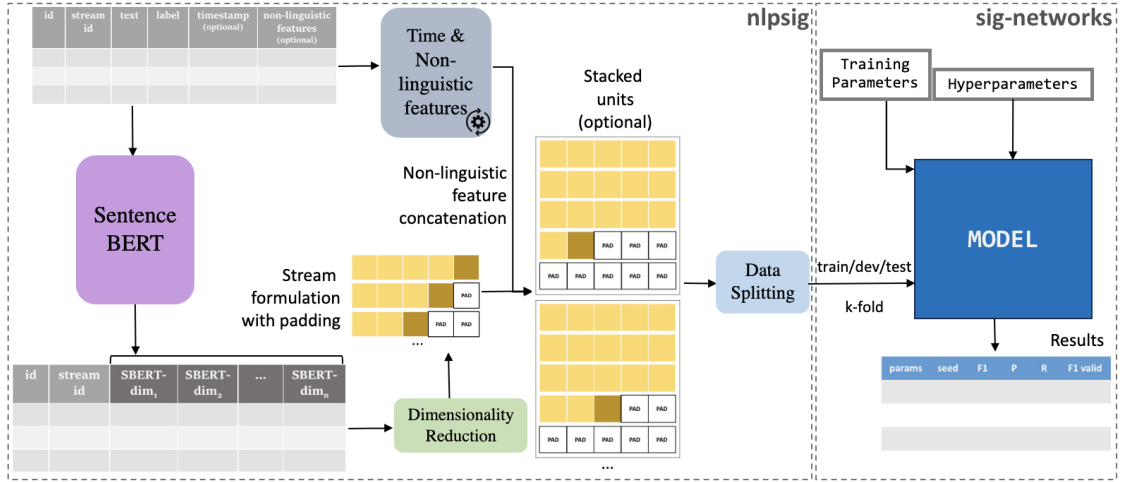 nlpsig
sig-networks
id stream text label timestamp non-linguistic
id (optional) features
(optional)
Time &
Non-
linguistic
features
Stacked
units
(optional)
Training
Parameters
Hyperparameters
Sentence
BERT
Non-linguistic
feature
concatenation
MODEL
PAD PAD PAD
PAD PAD PAD PAD PAD
Stream
formulation
with padding
PAD
PAD PAD
...
Data
Splitting
train/dev/test
k-fold
Results
params seed F1 P R F1 valid
id stream SBERT- SBERT- ... SBERT-
id dim1 dim2 dimn
Dimensionality
Reduction
PAD PAD
PAD PAD PAD PAD PAD
...